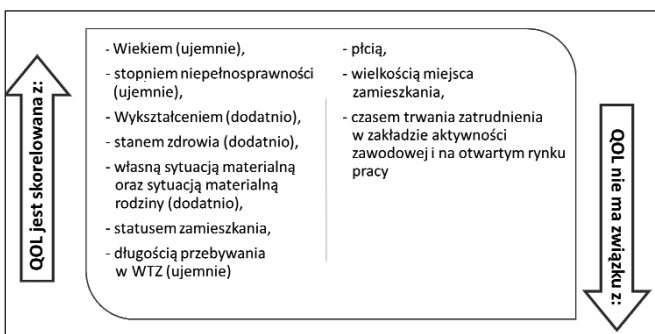 QOL jest skorelowana z:
- Wiekiem (ujemnie),
- stopniem niepełnosprawności
(ujemnie),
- Wykształceniem (dodatnio),
- stanem zdrowia (dodatnio),
- własną sytuacją materialną
oraz sytuacją materialną
rodziny (dodatnio),
- statusem zamieszkania,
- długością przebywania
w WTZ (ujemnie)
- płcią,
- wielkością miejsca
zamieszkania,
- czasem trwania zatrudnienia
w zakładzie aktywności
zawodowej i na otwartym rynku
pracy
QOL nie ma związku z: